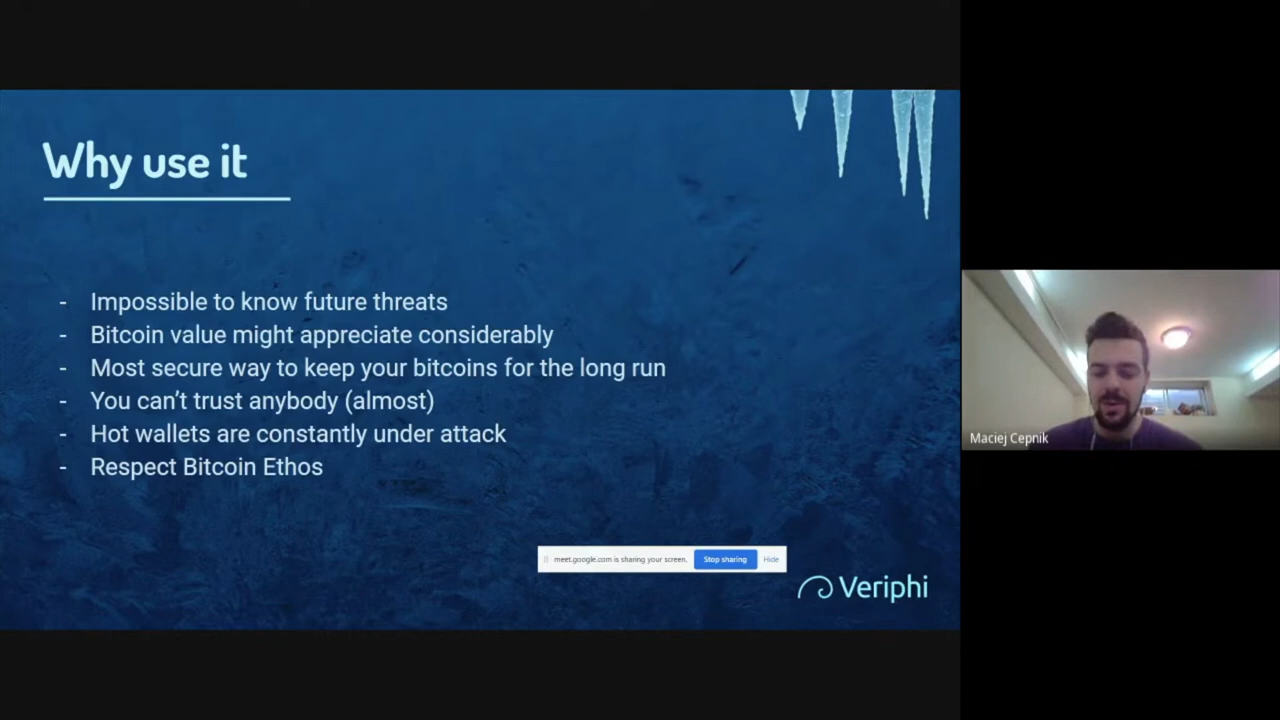 Why use it
- Impossible to know future threats
- Bitcoin value might appreciate considerably
- Most secure way to keep your bitcoins for the long run
- You can’t trust anybody (almost)
- Hot wallets are constantly under attack
- Respect Bitcoin Ethos
meet.google.com is sharing your screen. Stop sharing Hide
Veriphi
Maciej Cepnik